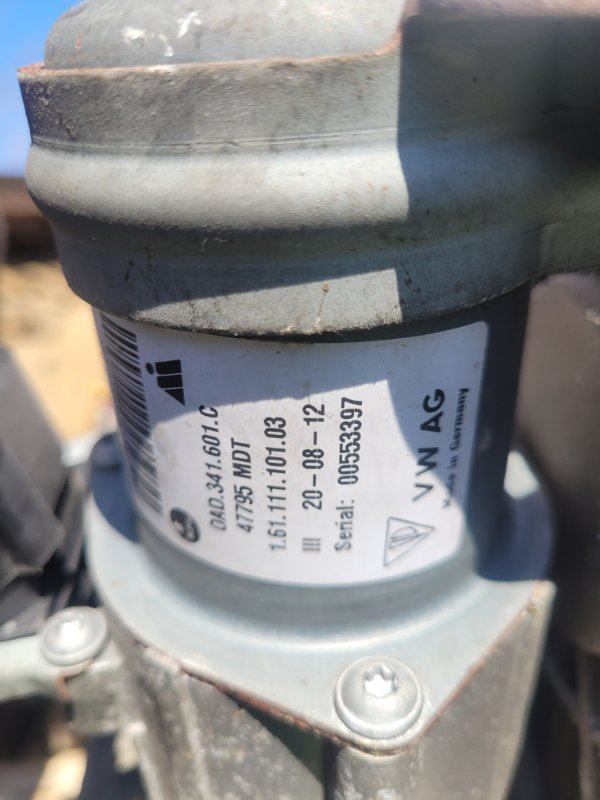 0AD.341.601.C
47795 MDT
1.61.111.101.03
III 20-08-12
Serial: 00553397
VW AG
Made in Germany